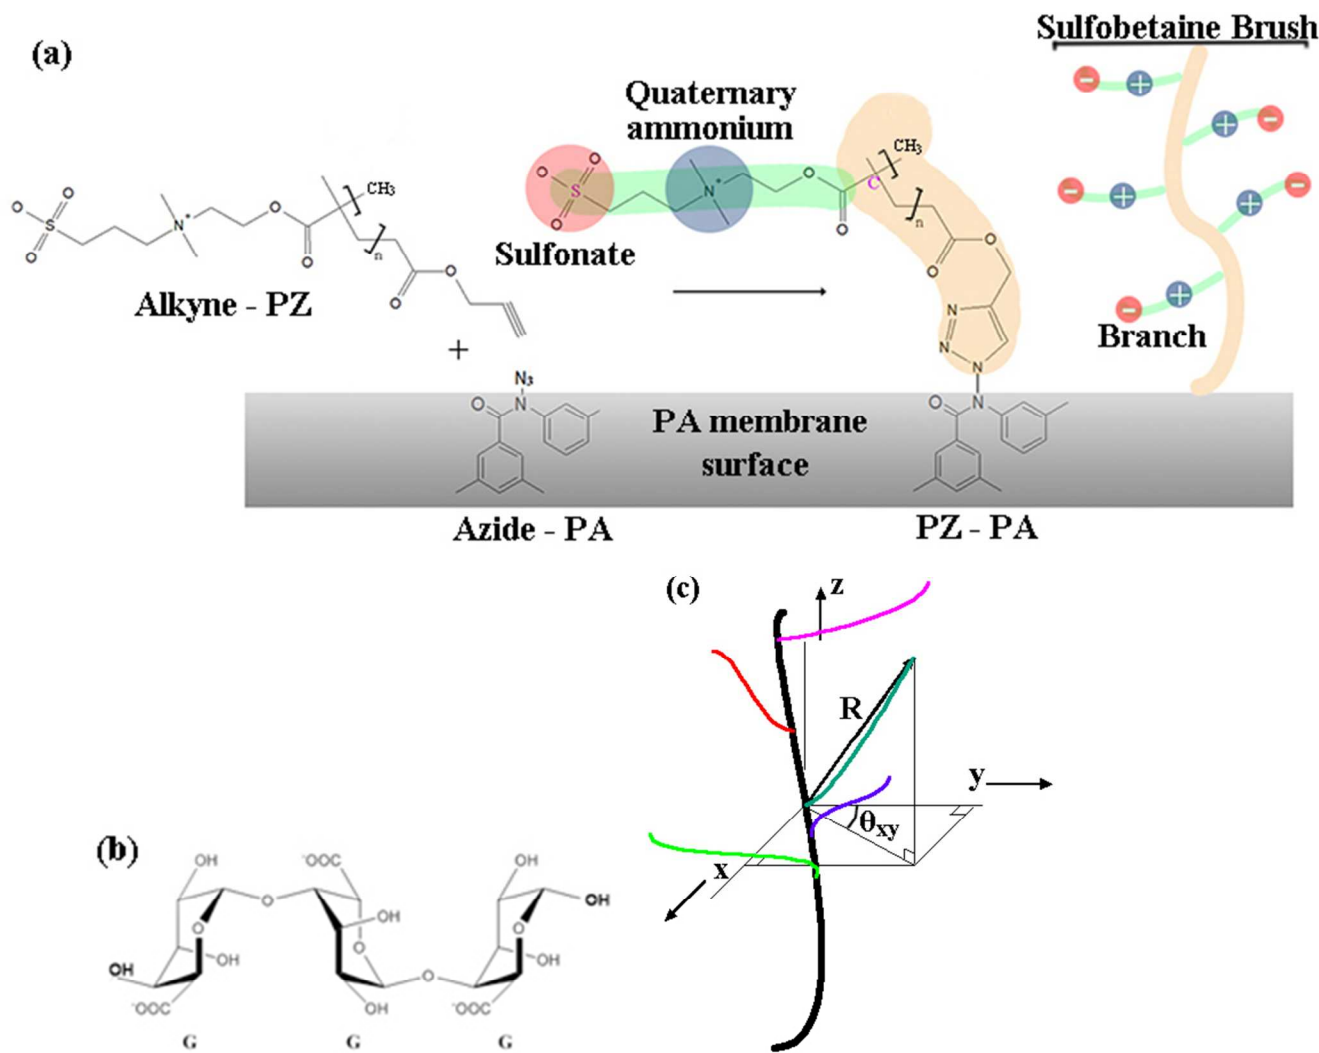 (a)
Sulfobetaine Brush
Quaternary
ammonium
O
O
S
O
N+
O
O
CH3
n
O
O
Alkyne - PZ
+
O
O
S
O
N+
O
O
C
CH3
n
O
O
Sulfonate
N
N
N
− +
+ −
− +
+ −
− +
Branch
N3
O
N
O
N
PA membrane
surface
Azide - PA
PZ - PA
(c)
z
R
y
θxy
x
(b)
OH
-OOC
OH
O
O
OH
OH
OH
O
OH
O
O
O
OH
-OOC
OH
-OOC
G
G
G